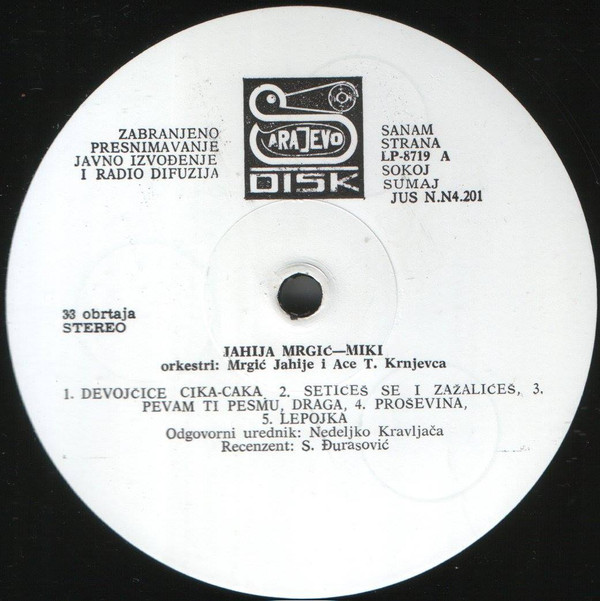 SARAJEVO
DISK
ZABRANJENO
PRESNIMAVANJE
JAVNO IZVOĐENJE
I RADIO DIFUZIJA
SANAM
STRANA
LP-8719 A
SOKOJ
SUMAJ
JUS N.N4.201
33 obrtaja
STEREO
JAHIJA MRGIĆ—MIKI
orkestri: Mrgić Jahije i Ace T. Krnjevca
1. DEVOJČICE CIKA-CAKA, 2. SETIĆEŠ SE I ZAŽALIĆEŠ, 3.
PEVAM TI PESMU, DRAGA, 4. PROŠEVINA,
5. LEPOJKA
Odgovorni urednik: Nedeljko Kravljača
Recenzent: S. Đurasović